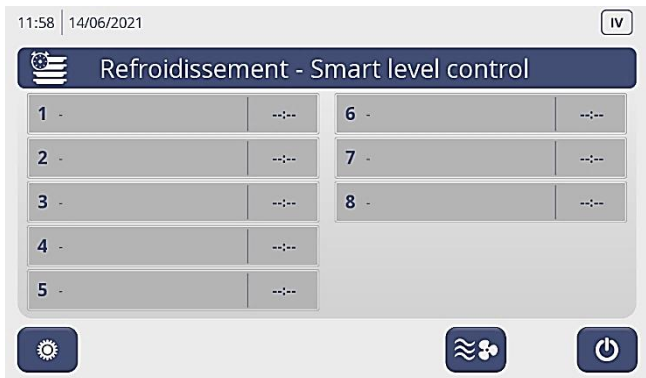 11:58 14/06/2021 IV
Refroidissement - Smart level control
1 - --:--
2 - --:--
3 - --:--
4 - --:--
5 - --:--
6 - --:--
7 - --:--
8 - --:--